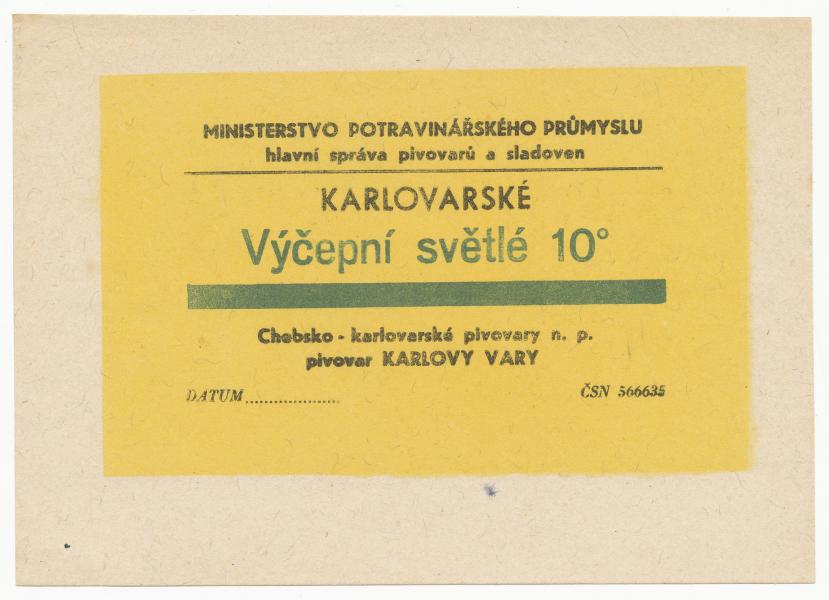 MINISTERSTVO POTRAVINÁŘSKÉHO PRŮMYSLU
hlavní správa pivovarů a sladoven
KARLOVARSKÉ
Výčepní světlé 10°
Chebsko - karlovarské pivovary n. p.
pivovar KARLOVY VARY
DATUM ....................
ČSN 566635